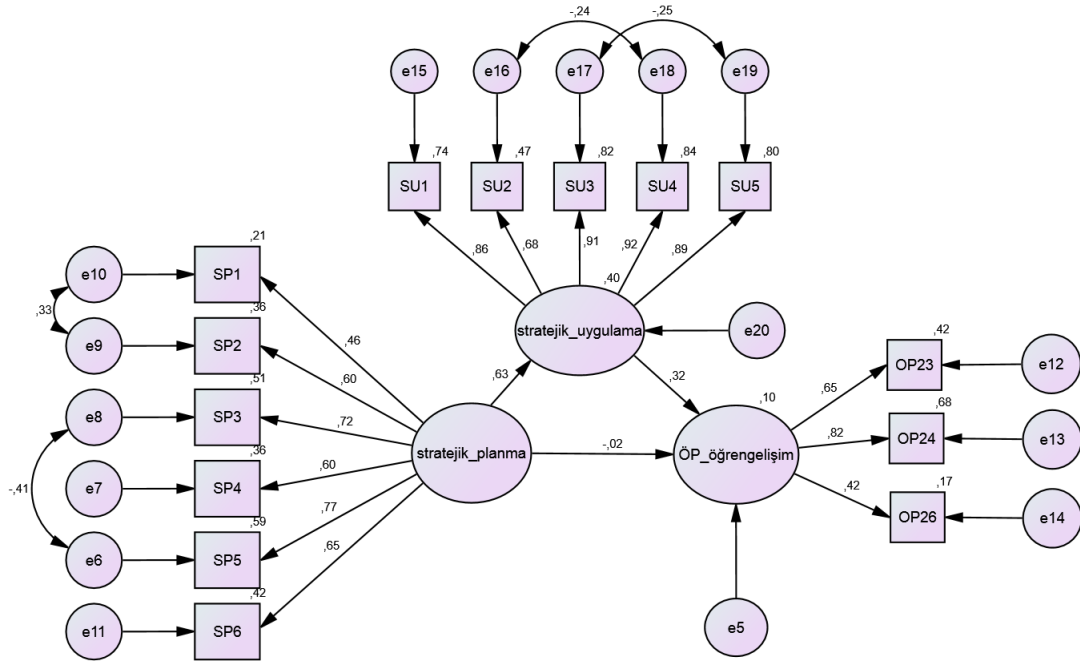 -,24
-,25
e15
e16
e17
e18
e19
,74
,47
,82
,84
,80
SU1
SU2
SU3
SU4
SU5
,86
,68
,91
,92
,89
,40
stratejik_uygulama
e20
,21
e10
SP1
,33
,36
e9
SP2
,46
,51
e8
SP3
,60
,36
e7
SP4
,72
-,41
,59
e6
SP5
,60
,42
e11
SP6
,77
,65
,63
stratejik_planma
,32
-,02
,10
ÖP_öğrengelişim
e5
,42
,65
OP23
e12
,68
,82
OP24
e13
,17
,42
OP26
e14